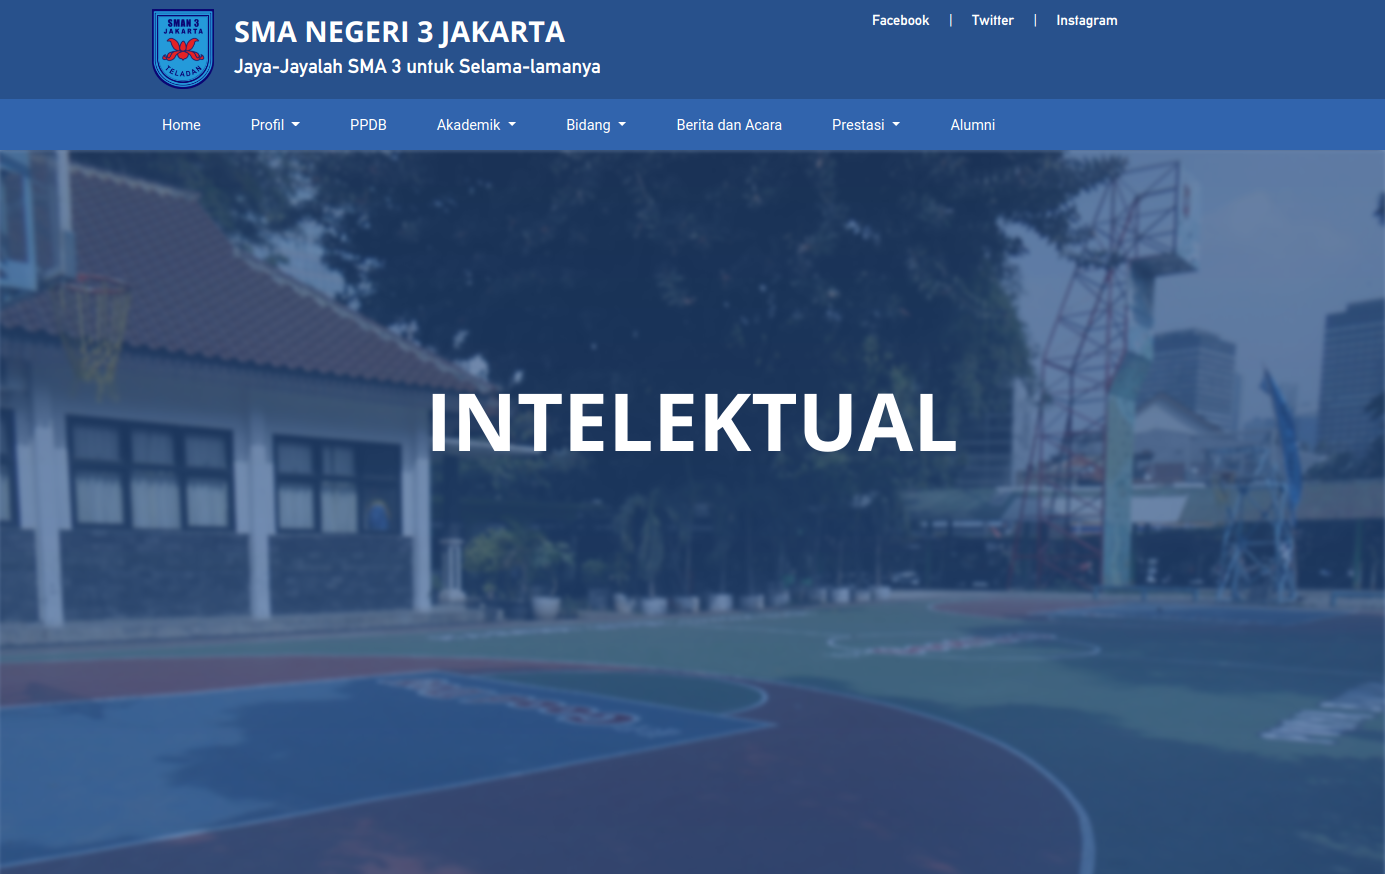 SMAN 3
JAKARTA
TELADAN
SMA NEGERI 3 JAKARTA
Jaya-Jayalah SMA 3 untuk Selama-lamanya
Facebook | Twitter | Instagram
Home Profil PPDB Akademik Bidang Berita dan Acara Prestasi Alumni
INTELEKTUAL